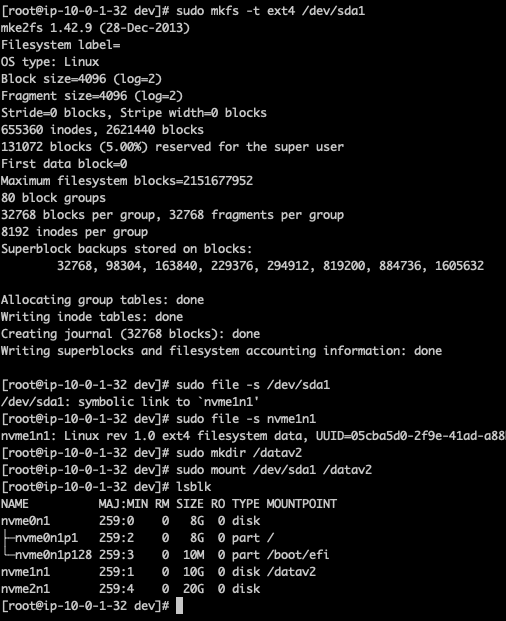 [root@ip-10-0-1-32 dev]# sudo mkfs -t ext4 /dev/sda1
mke2fs 1.42.9 (28-Dec-2013)
Filesystem label=
OS type: Linux
Block size=4096 (log=2)
Fragment size=4096 (log=2)
Stride=0 blocks, Stripe width=0 blocks
655360 inodes, 2621440 blocks
131072 blocks (5.00%) reserved for the super user
First data block=0
Maximum filesystem blocks=2151677952
80 block groups
32768 blocks per group, 32768 fragments per group
8192 inodes per group
Superblock backups stored on blocks:
        32768, 98304, 163840, 229376, 294912, 819200, 884736, 1605632

Allocating group tables: done
Writing inode tables: done
Creating journal (32768 blocks): done
Writing superblocks and filesystem accounting information: done

[root@ip-10-0-1-32 dev]# sudo file -s /dev/sda1
/dev/sda1: symbolic link to `nvme1n1'
[root@ip-10-0-1-32 dev]# sudo file -s nvme1n1
nvme1n1: Linux rev 1.0 ext4 filesystem data, UUID=05cba5d0-2f9e-41ad-a88
[root@ip-10-0-1-32 dev]# sudo mkdir /datav2
[root@ip-10-0-1-32 dev]# sudo mount /dev/sda1 /datav2
[root@ip-10-0-1-32 dev]# lsblk
NAME          MAJ:MIN RM SIZE RO TYPE MOUNTPOINT
nvme0n1       259:0    0   8G  0 disk
├─nvme0n1p1   259:2    0   8G  0 part /
└─nvme0n1p128 259:3    0  10M  0 part /boot/efi
nvme1n1       259:1    0  10G  0 disk /datav2
nvme2n1       259:4    0  20G  0 disk
[root@ip-10-0-1-32 dev]#